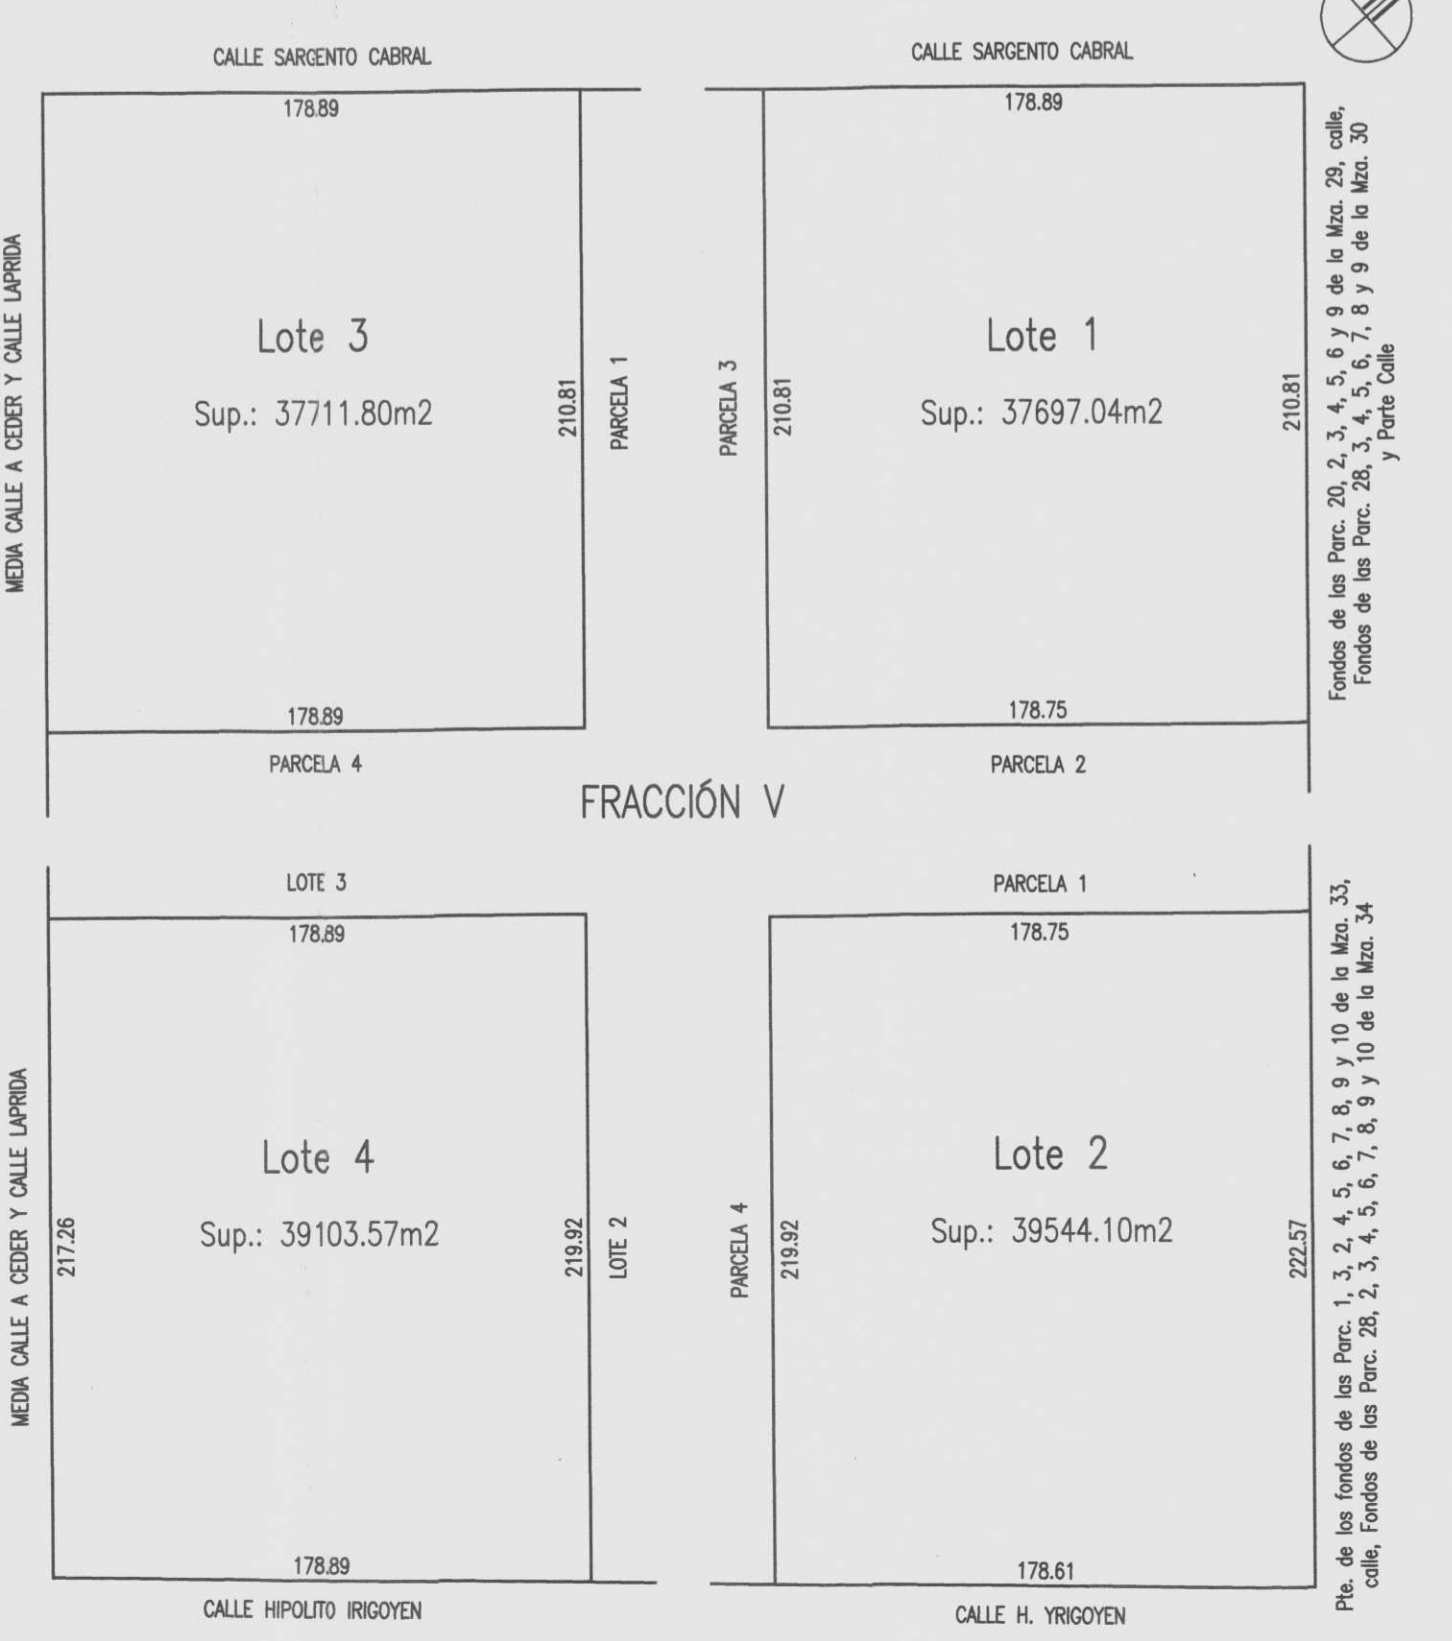 CALLE SARGENTO CABRAL
178.89
MEDIA CALLE A CEDER Y CALLE LAPRIDA
Lote 3
Sup.: 37711.80m2
210.81
PARCELA 1
178.89
PARCELA 4
CALLE SARGENTO CABRAL
178.89
PARCELA 3
210.81
Lote 1
Sup.: 37697.04m2
210.81
Fondos de las Parc. 20, 2, 3, 4, 5, 6 y 9 de la Mza. 29, calle,
Fondos de las Parc. 28, 3, 4, 5, 6, 7, 8 y 9 de la Mza. 30
y Parte Calle
178.75
PARCELA 2
FRACCIÓN V
LOTE 3
178.89
MEDIA CALLE A CEDER Y CALLE LAPRIDA
217.26
Lote 4
Sup.: 39103.57m2
219.92
LOTE 2
178.89
CALLE HIPOLITO IRIGOYEN
PARCELA 1
178.75
PARCELA 4
219.92
Lote 2
Sup.: 39544.10m2
222.57
Pte. de los fondos de las Parc. 1, 3, 2, 4, 5, 6, 7, 8, 9 y 10 de la Mza. 33,
calle, Fondos de las Parc. 28, 2, 3, 4, 5, 6, 7, 8, 9 y 10 de la Mza. 34
178.61
CALLE H. YRIGOYEN